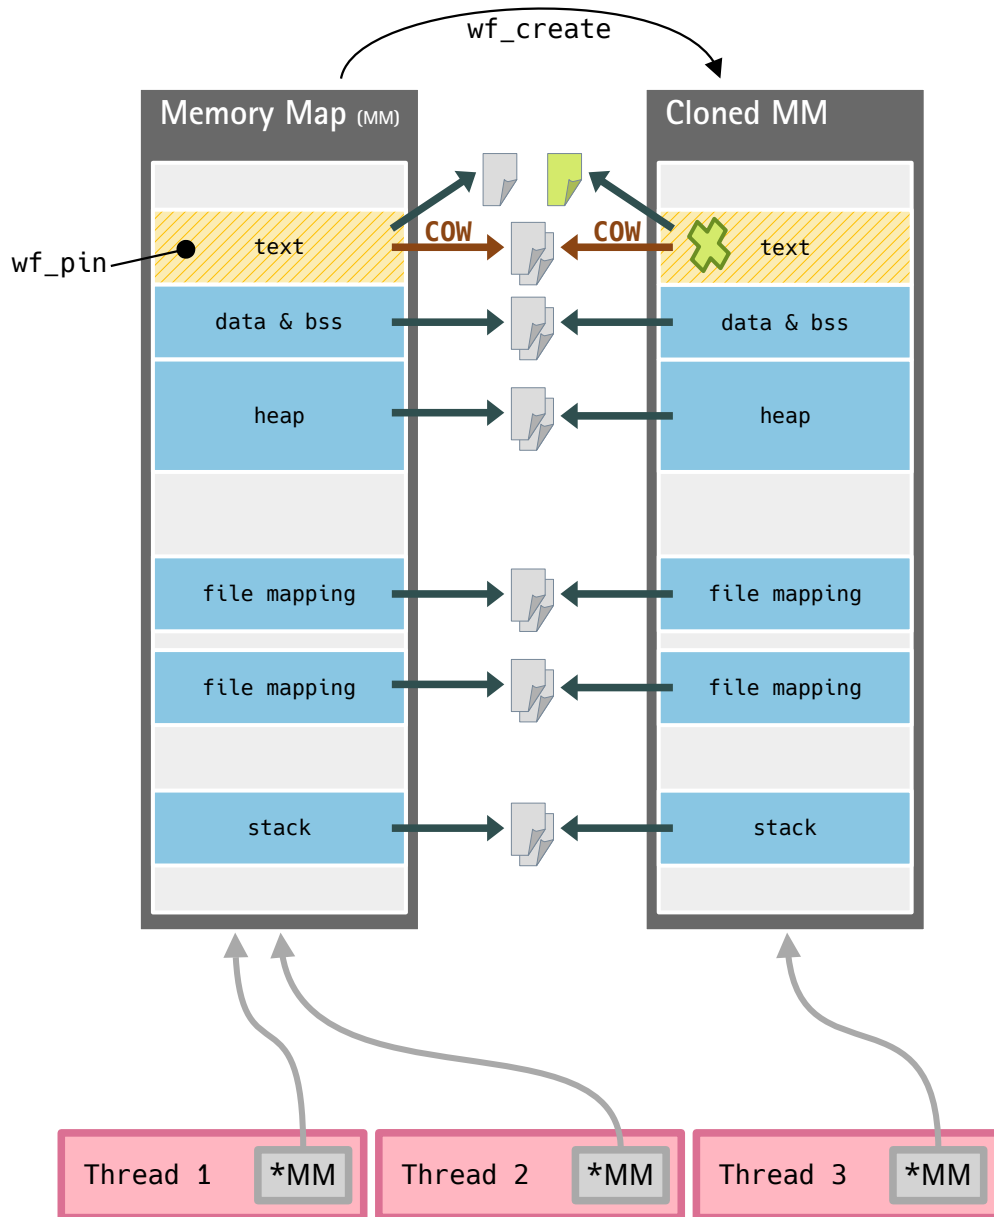 wf_create
Memory Map (MM)
Cloned MM
COW
COW
text
text
wf_pin
data & bss
data & bss
heap
heap
file mapping
file mapping
file mapping
file mapping
stack
stack
Thread 1
*MM
Thread 2
*MM
Thread 3
*MM